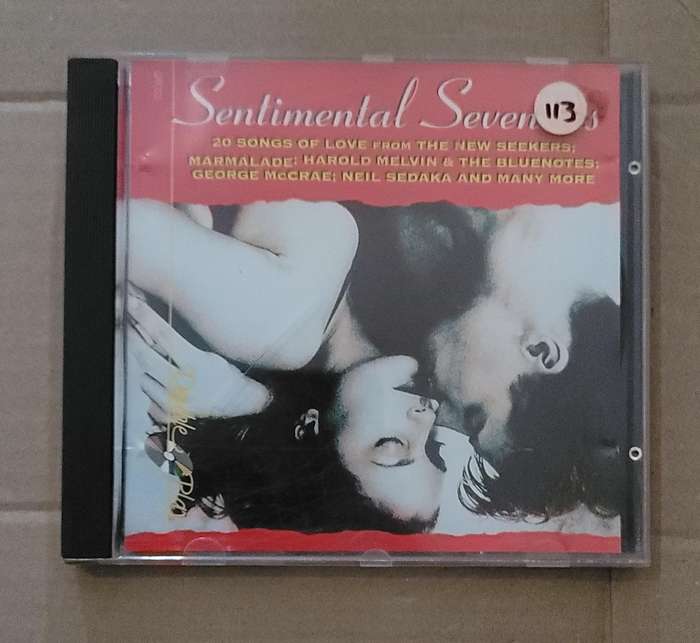 Sentimental Seven s
113
20 SONGS OF LOVE FROM THE NEW SEEKERS;
MARMALADE; HAROLD MELVIN & THE BLUENOTES;
GEORGE McCRAE; NEIL SEDAKA AND MANY MORE
Play